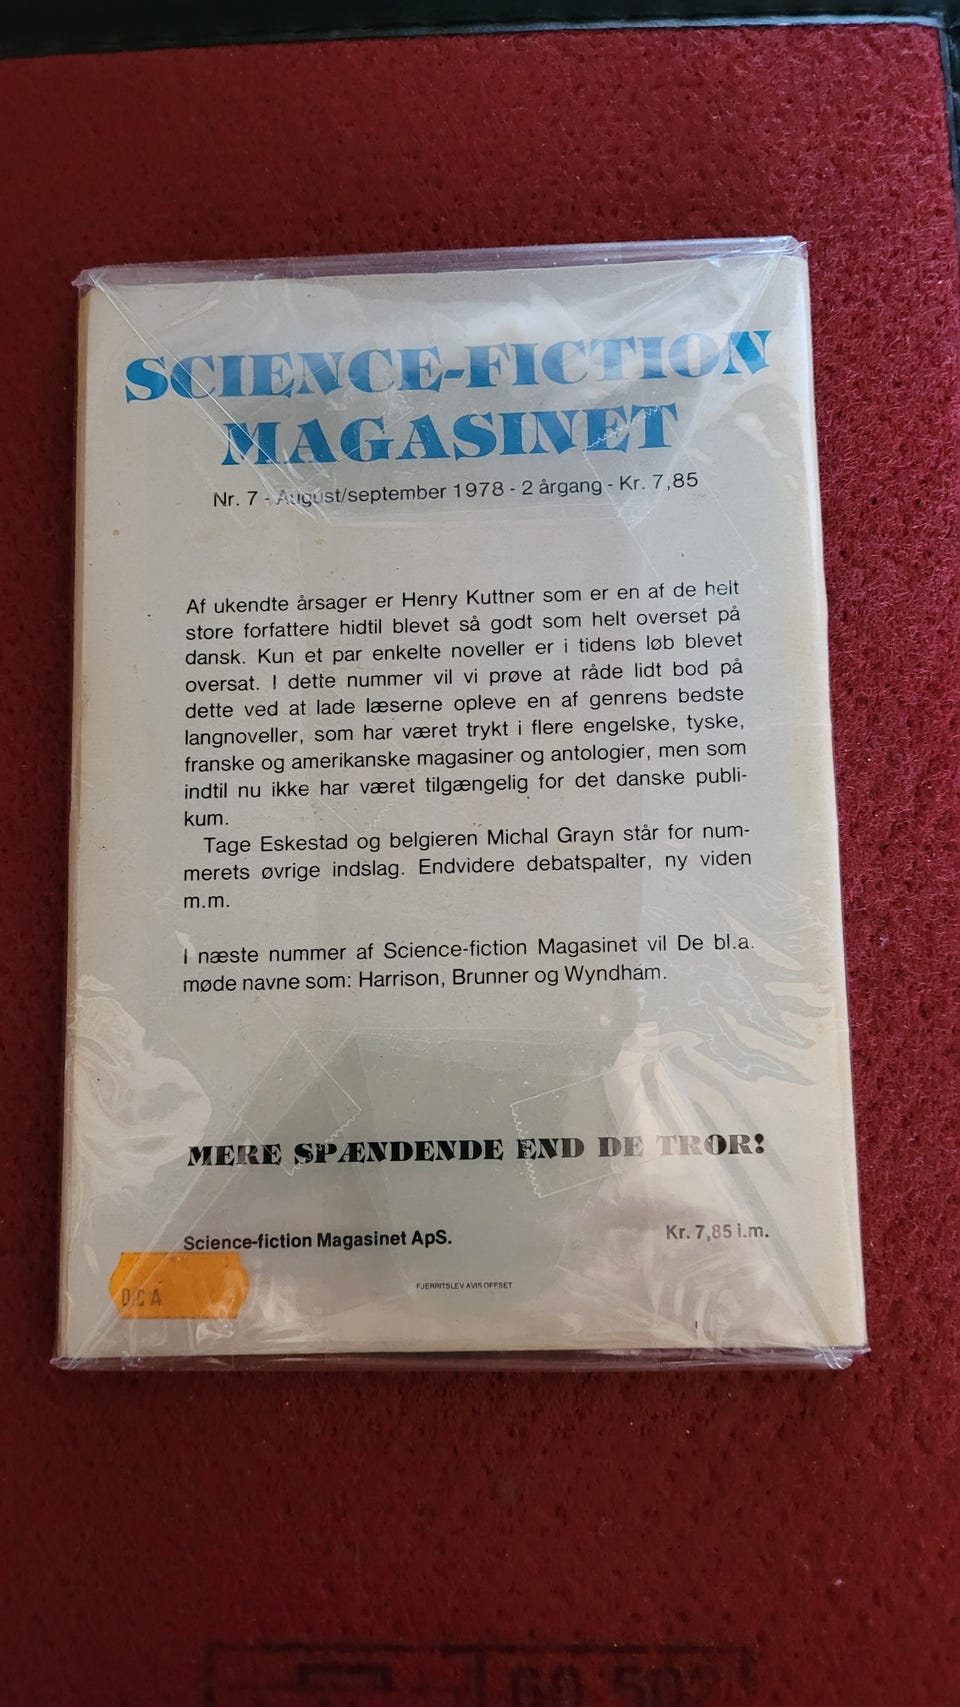 SCIENCE-FICTION
MAGASINET
Nr. 7 - August/september 1978 - 2 årgang - Kr. 7,85
Af ukendte årsager er Henry Kuttner som er en af de helt
store forfattere hidtil blevet så godt som helt overset på
dansk. Kun et par enkelte noveller er i tidens løb blevet
oversat. I dette nummer vil vi prøve at råde lidt bod på
dette ved at lade læserne opleve en af genrens bedste
langnoveller, som har været trykt i flere engelske, tyske,
franske og amerikanske magasiner og antologier, men som
indtil nu ikke har været tilgængelig for det danske publi-
kum.
Tage Eskestad og belgieren Michal Grayn står for num-
merets øvrige indslag. Endvidere debatspalter, ny viden
m.m.
I næste nummer af Science-fiction Magasinet vil De bl.a.
møde navne som: Harrison, Brunner og Wyndham.
MERE SPÆNDENDE END DE TROR!
Science-fiction Magasinet ApS.
Kr. 7,85 i.m.
FJERRITSLEV AVIS OFFSET